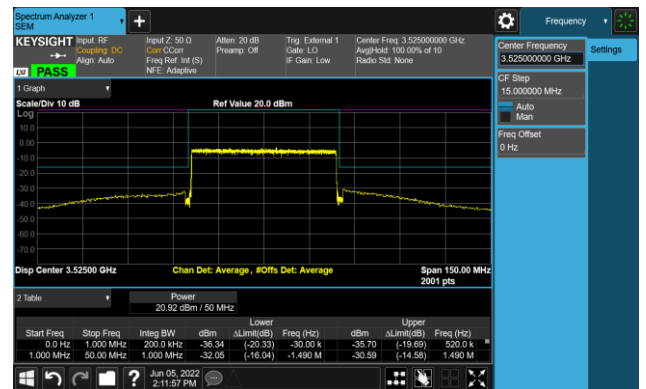 Spectrum Analyzer 1
SEM
+
Frequency
KEYSIGHT
Input: RF
Coupling: DC
Align: Auto
Input Z: 50 Ω
Corr CCorr
Freq Ref: Int (S)
NFE: Adaptive
Atten: 20 dB
Preamp: Off
Trig: External 1
Gate: LO
IF Gain: Low
Center Freq: 3.525000000 GHz
Avg|Hold: 100.00% of 10
Radio Std: None
LXI PASS
Center Frequency
3.525000000 GHz
Settings
CF Step
15.000000 MHz
Auto
Man
Freq Offset
0 Hz
1 Graph
Scale/Div 10 dB
Ref Value 20.0 dBm
Log
10.0
0.00
-10.0
-20.0
-30.0
-40.0
-50.0
-60.0
-70.0
Disp Center 3.52500 GHz
Chan Det: Average, #Offs Det: Average
Span 150.00 MHz
2001 pts
2 Table
Power
20.92 dBm / 50 MHz
Lower Upper
Start Freq Stop Freq Integ BW dBm ΔLimit(dB) Freq (Hz) dBm ΔLimit(dB) Freq (Hz)
0.0 Hz 1.000 MHz 200.0 kHz -36.34 (-20.33) -30.00 k -35.70 (-19.69) 520.0 k
1.000 MHz 50.00 MHz 1.000 MHz -32.05 (-16.04) -1.490 M -30.59 (-14.58) 1.490 M
?
Jun 05, 2022
2:11:57 PM